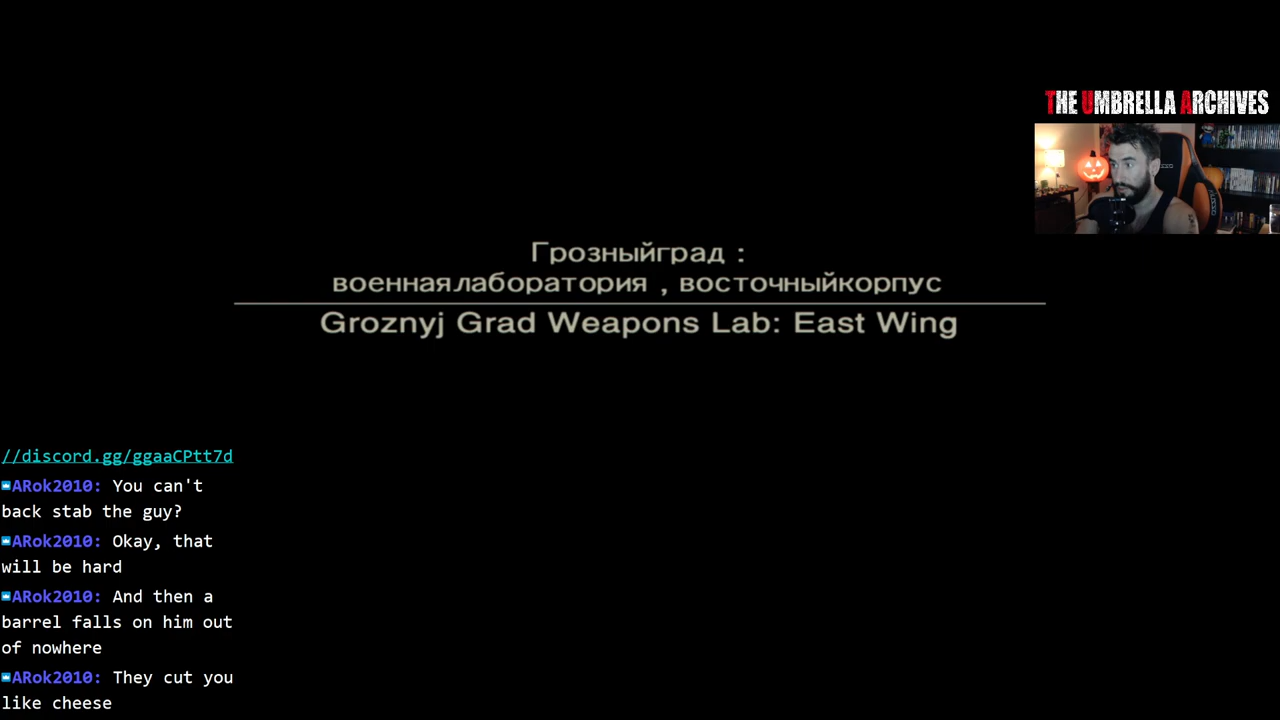 THE UMBRELLA ARCHIVES
Грозныйград :
военнаялаборатория , восточныйкорпус
Groznyj Grad Weapons Lab: East Wing
//discord.gg/ggaaCPtt7d
ARok2010: You can't
back stab the guy?
ARok2010: Okay, that
will be hard
ARok2010: And then a
barrel falls on him out
of nowhere
ARok2010: They cut you
like cheese